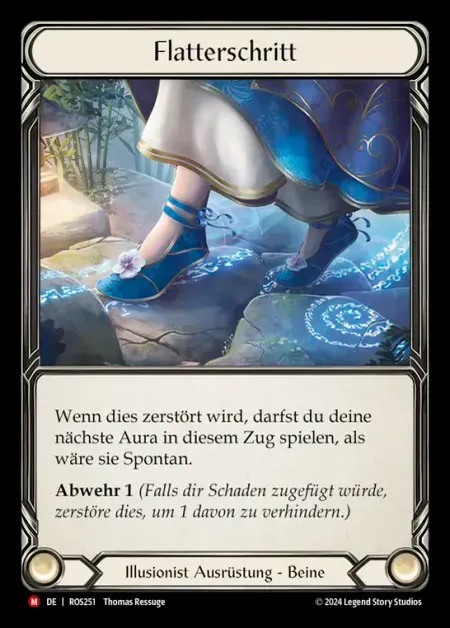 Flatterschritt
Wenn dies zerstört wird, darfst du deine
nächste Aura in diesem Zug spielen, als
wäre sie Spontan.
Abwehr 1 (Falls dir Schaden zugefügt würde,
zerstöre dies, um 1 davon zu verhindern.)
Illusionist Ausrüstung - Beine
M DE | ROS251 Thomas Ressuge © 2024 Legend Story Studios